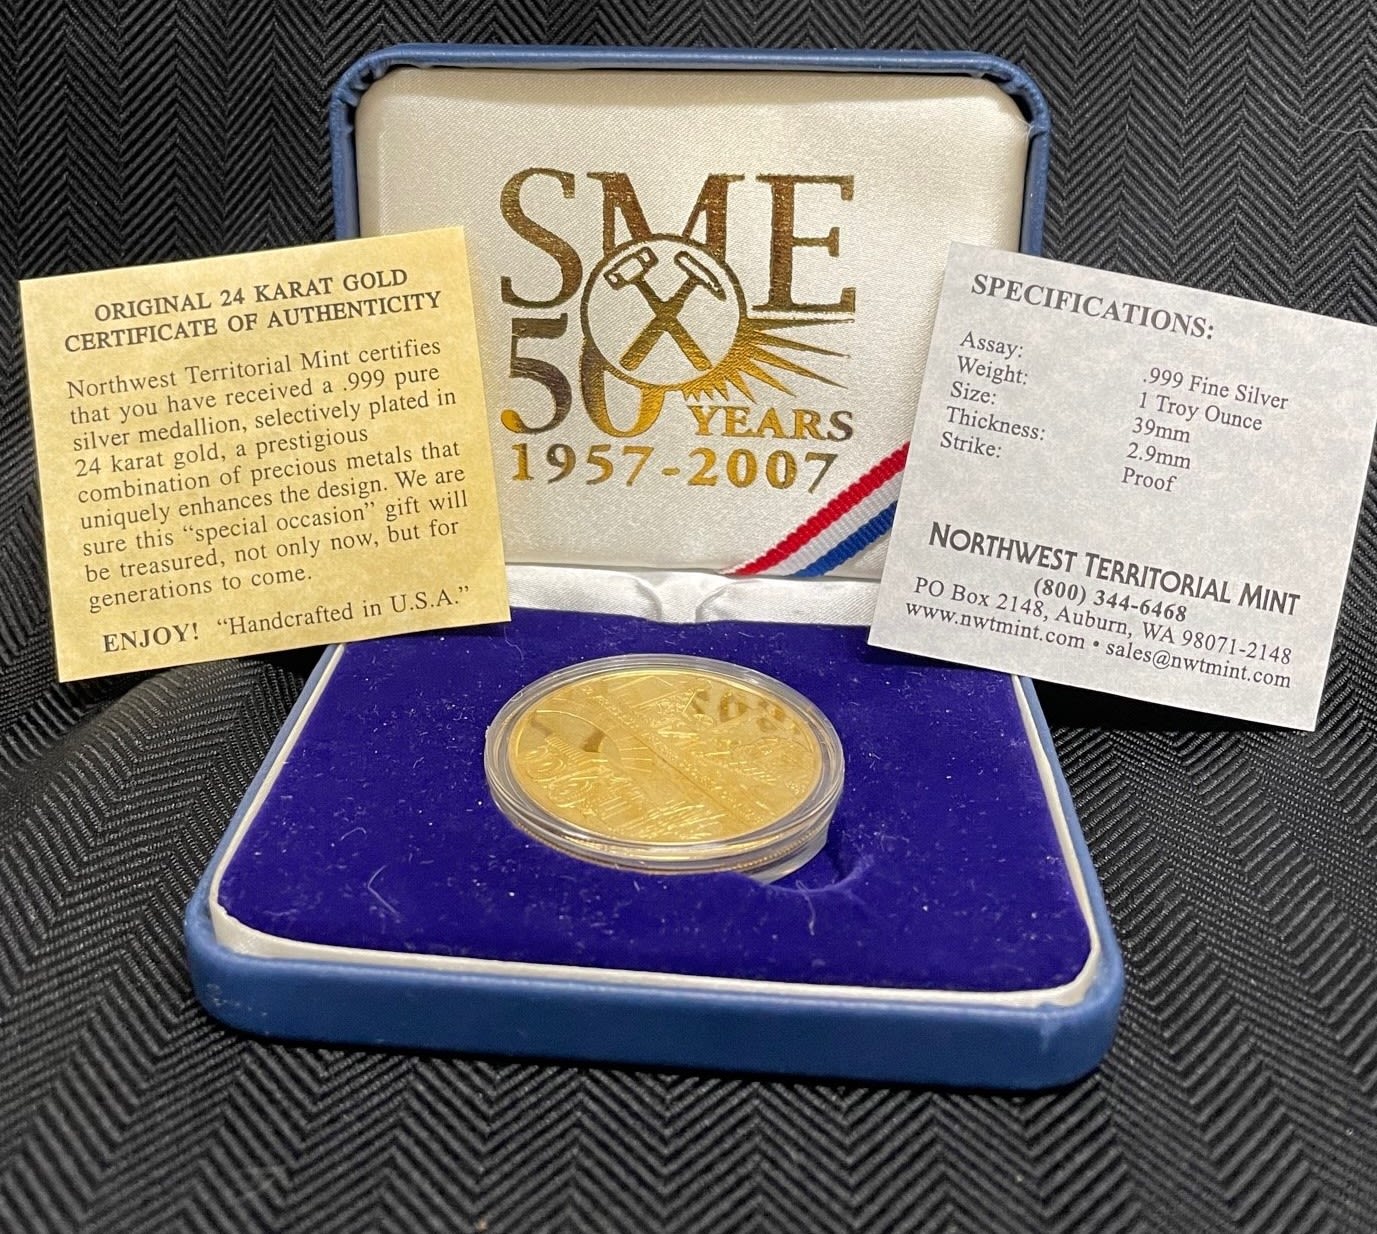 SME
50 YEARS
1957-2007
ORIGINAL 24 KARAT GOLD
CERTIFICATE OF AUTHENTICITY
Northwest Territorial Mint certifies
that you have received a .999 pure
silver medallion, selectively plated in
24 karat gold, a prestigious
combination of precious metals that
uniquely enhances the design. We are
sure this “special occasion” gift will
be treasured, not only now, but for
generations to come.
ENJOY! “Handcrafted in U.S.A.”
SPECIFICATIONS:
Assay: .999 Fine Silver
Weight: 1 Troy Ounce
Size: 39mm
Thickness: 2.9mm
Strike: Proof
NORTHWEST TERRITORIAL MINT
(800) 344-6468
PO Box 2148, Auburn, WA 98071-2148
www.nwtmint.com • sales@nwtmint.com